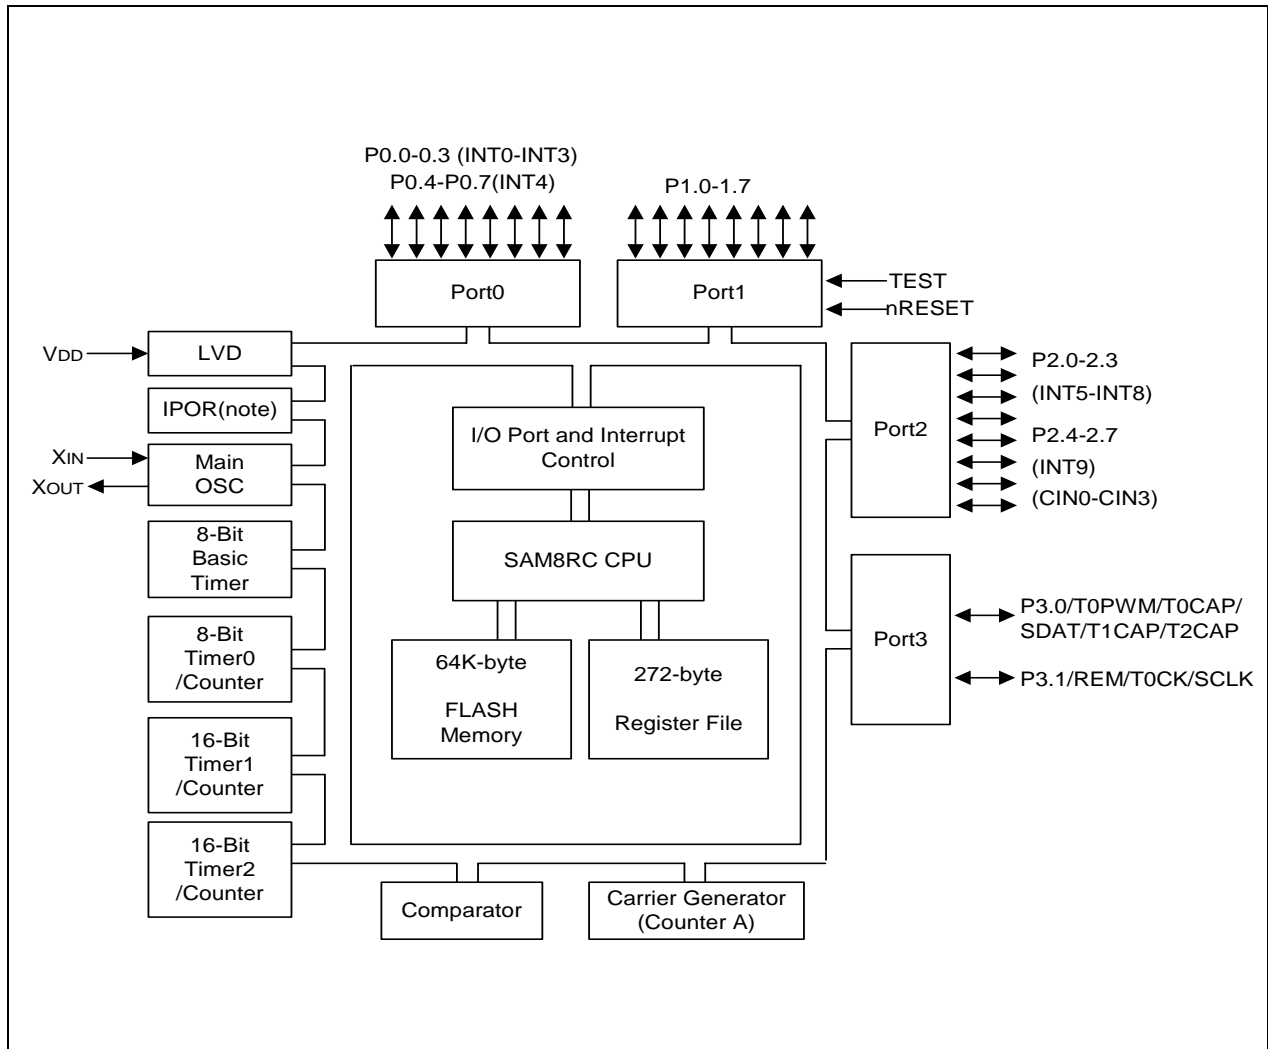 P0.0-0.3 (INT0-INT3)
P0.4-P0.7(INT4)
P1.0-1.7
Port0
Port1
TEST
nRESET
VDD
LVD
IPOR(note)
XIN
XOUT
Main
OSC
8-Bit
Basic
Timer
8-Bit
Timer0
/Counter
16-Bit
Timer1
/Counter
16-Bit
Timer2
/Counter
I/O Port and Interrupt
Control
SAM8RC CPU
64K-byte
FLASH
Memory
272-byte
Register File
Port2
P2.0-2.3
(INT5-INT8)
P2.4-2.7
(INT9)
(CIN0-CIN3)
Port3
P3.0/T0PWM/T0CAP/
SDAT/T1CAP/T2CAP
P3.1/REM/T0CK/SCLK
Comparator
Carrier Generator
(Counter A)